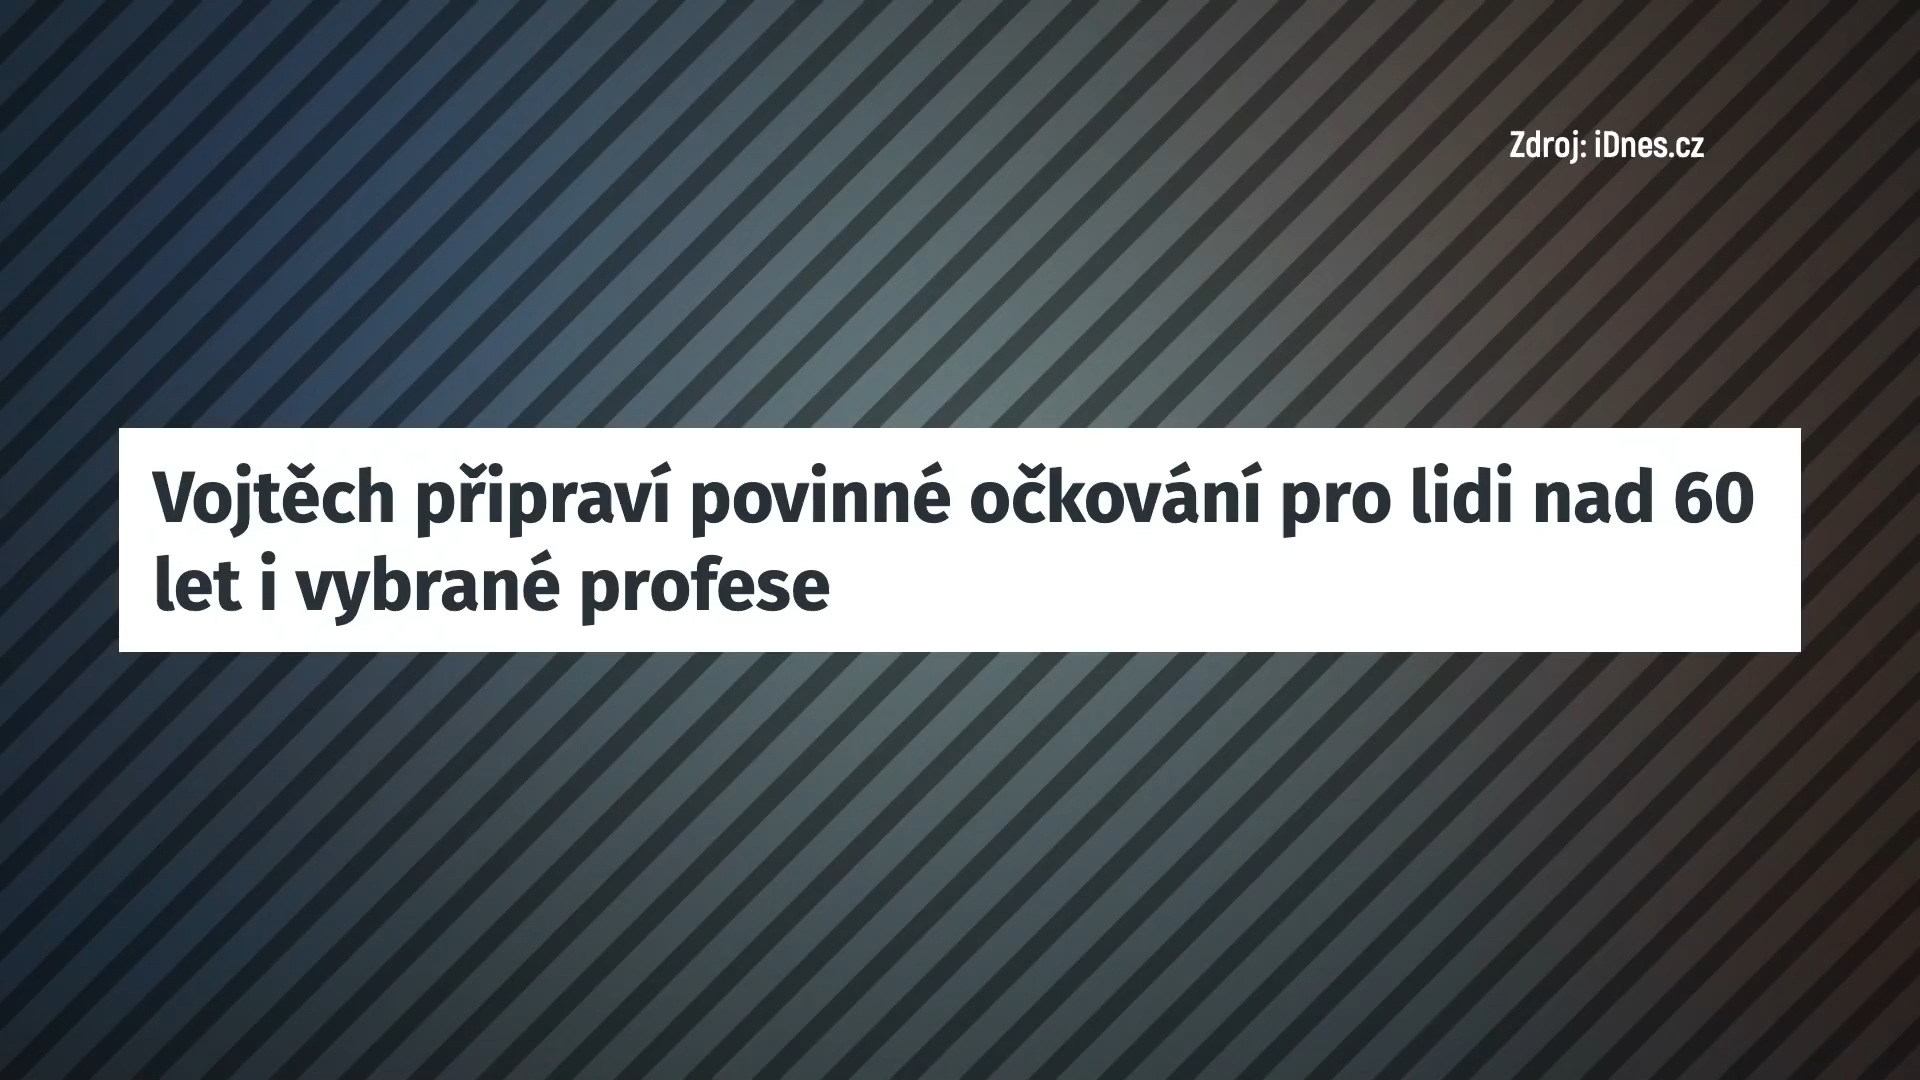 Zdroj: iDnes.cz
Vojtěch připraví povinné očkování pro lidi nad 60
let i vybrané profese